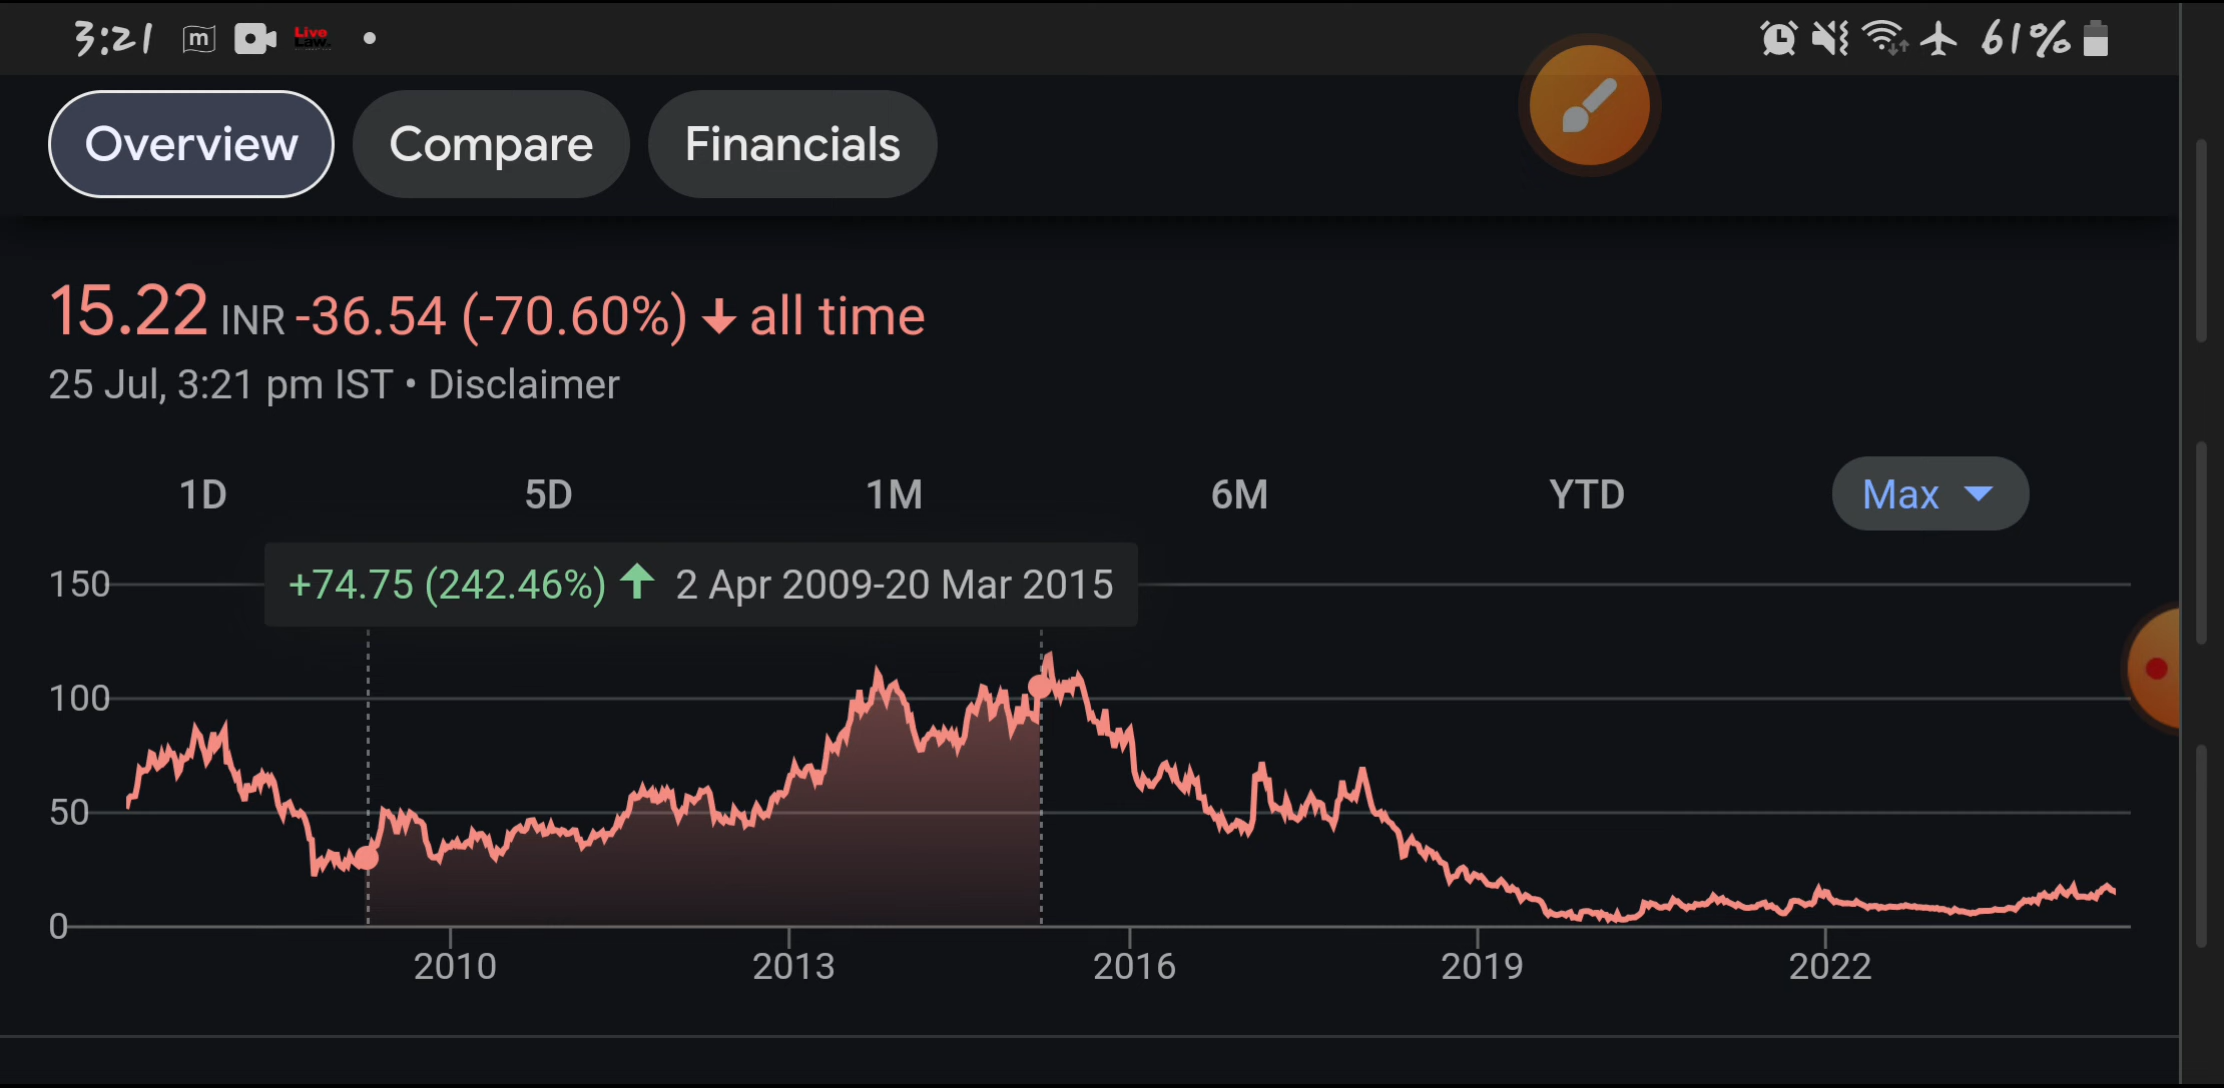 3:21 m Live Law. 61%
Overview Compare Financials
15.22 INR -36.54 (-70.60%) ↓ all time
25 Jul, 3:21 pm IST • Disclaimer
1D 5D 1M 6M YTD Max
+74.75 (242.46%) ↑ 2 Apr 2009-20 Mar 2015
150
100
50
0
2010 2013 2016 2019 2022